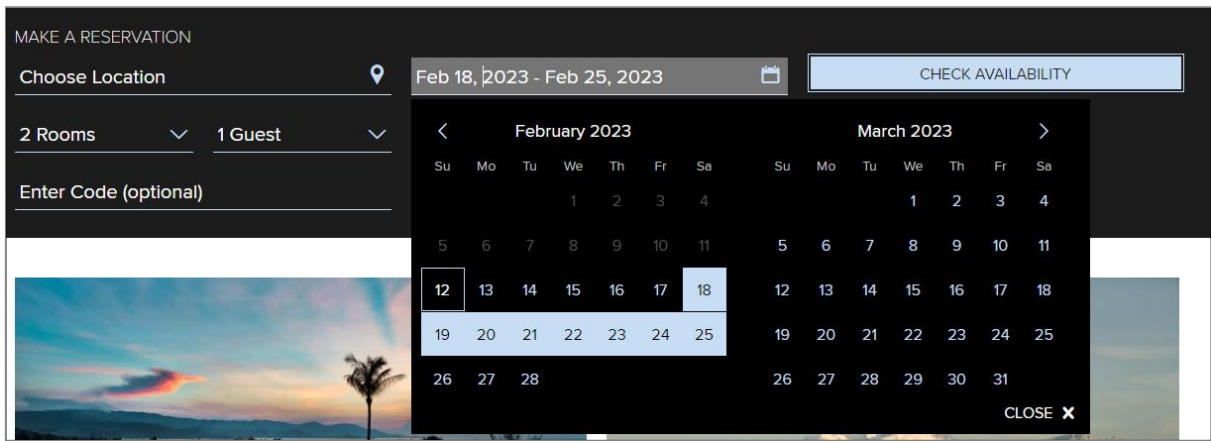 MAKE A RESERVATION
Choose Location
Feb 18, 2023 - Feb 25, 2023
CHECK AVAILABILITY
2 Rooms
1 Guest
Enter Code (optional)
February 2023
Su Mo Tu We Th Fr Sa
1 2 3 4
5 6 7 8 9 10 11
12 13 14 15 16 17 18
19 20 21 22 23 24 25
26 27 28
March 2023
Su Mo Tu We Th Fr Sa
1 2 3 4
5 6 7 8 9 10 11
12 13 14 15 16 17 18
19 20 21 22 23 24 25
26 27 28 29 30 31
CLOSE X